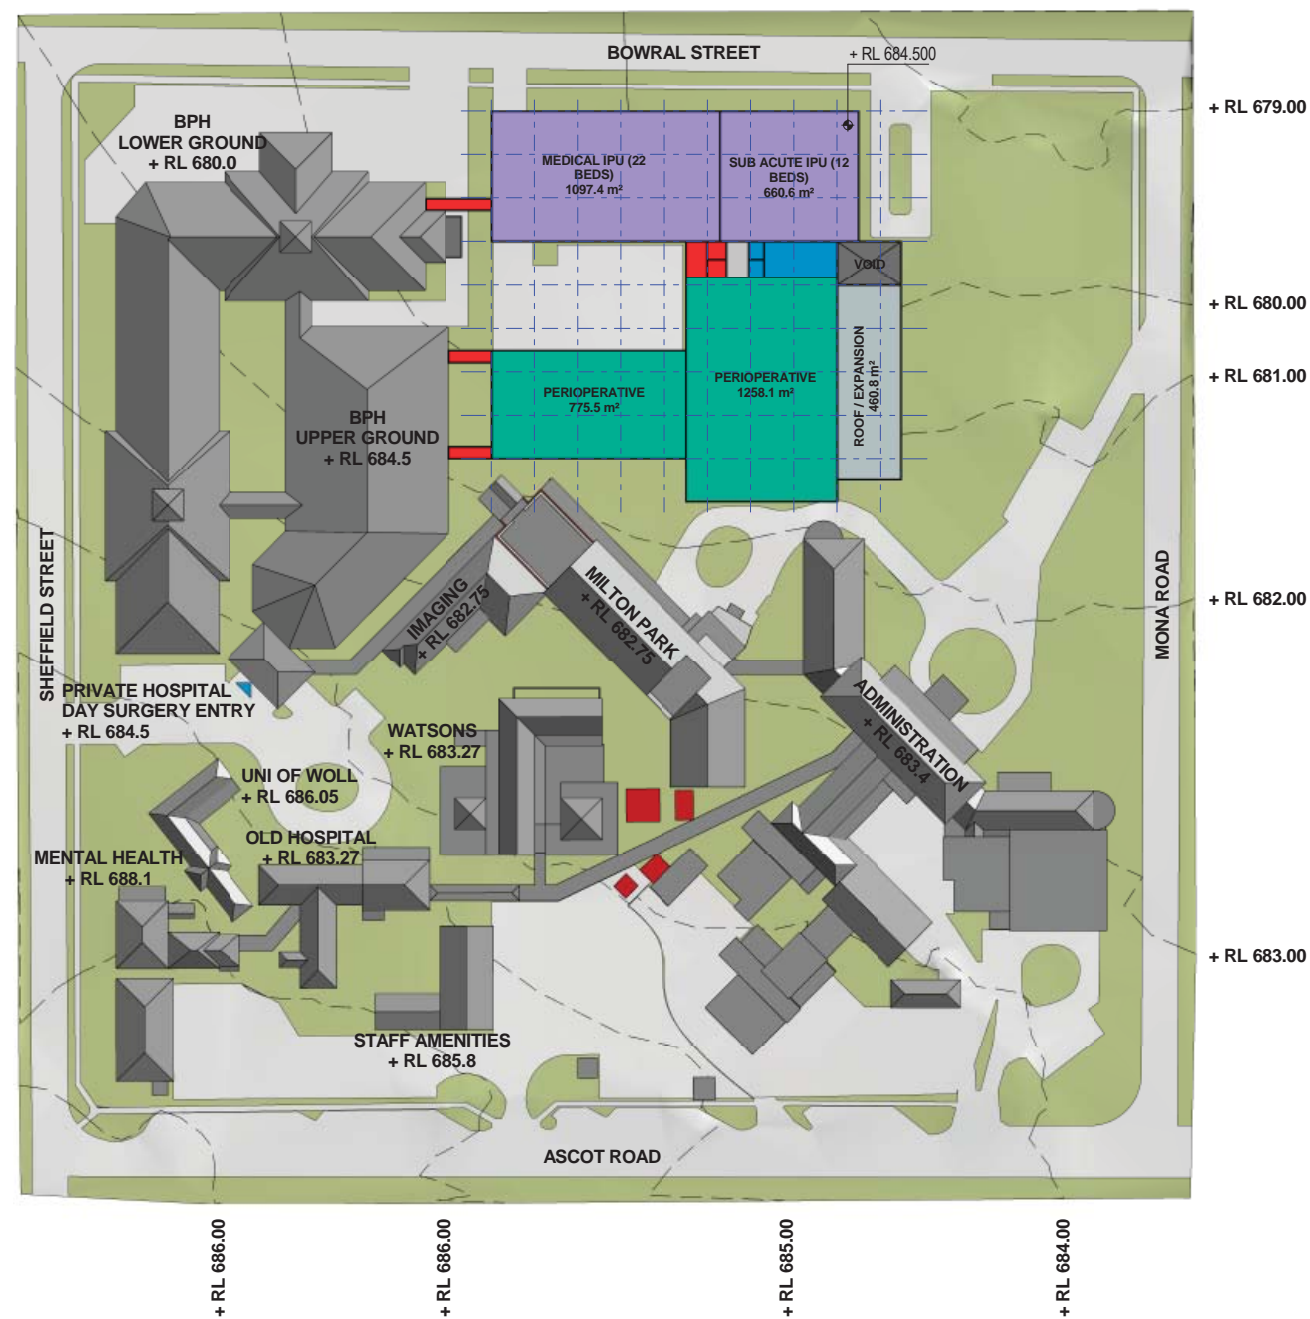 BOWRAL STREET
+ RL 684.500
+ RL 679.00
BPH
LOWER GROUND
+ RL 680.0
MEDICAL IPU (22
BEDS)
1097.4 m²
SUB ACUTE IPU (12
BEDS)
660.6 m²
VOID
+ RL 680.00
+ RL 681.00
PERIOPERATIVE
775.5 m²
PERIOPERATIVE
1258.1 m²
ROOF / EXPANSION
460.8 m²
BPH
UPPER GROUND
+ RL 684.5
SHEFFIELD STREET
IMAGING
+ RL 682.75
MILTON PARK
+ RL 682.75
MONA ROAD
+ RL 682.00
PRIVATE HOSPITAL
DAY SURGERY ENTRY
+ RL 684.5
WATSONS
+ RL 683.27
ADMINISTRATION
+ RL 683.4
UNI OF WOLL
+ RL 686.05
OLD HOSPITAL
+ RL 683.27
MENTAL HEALTH
+ RL 688.1
+ RL 683.00
STAFF AMENITIES
+ RL 685.8
ASCOT ROAD
+ RL 686.00
+ RL 686.00
+ RL 685.00
+ RL 684.00